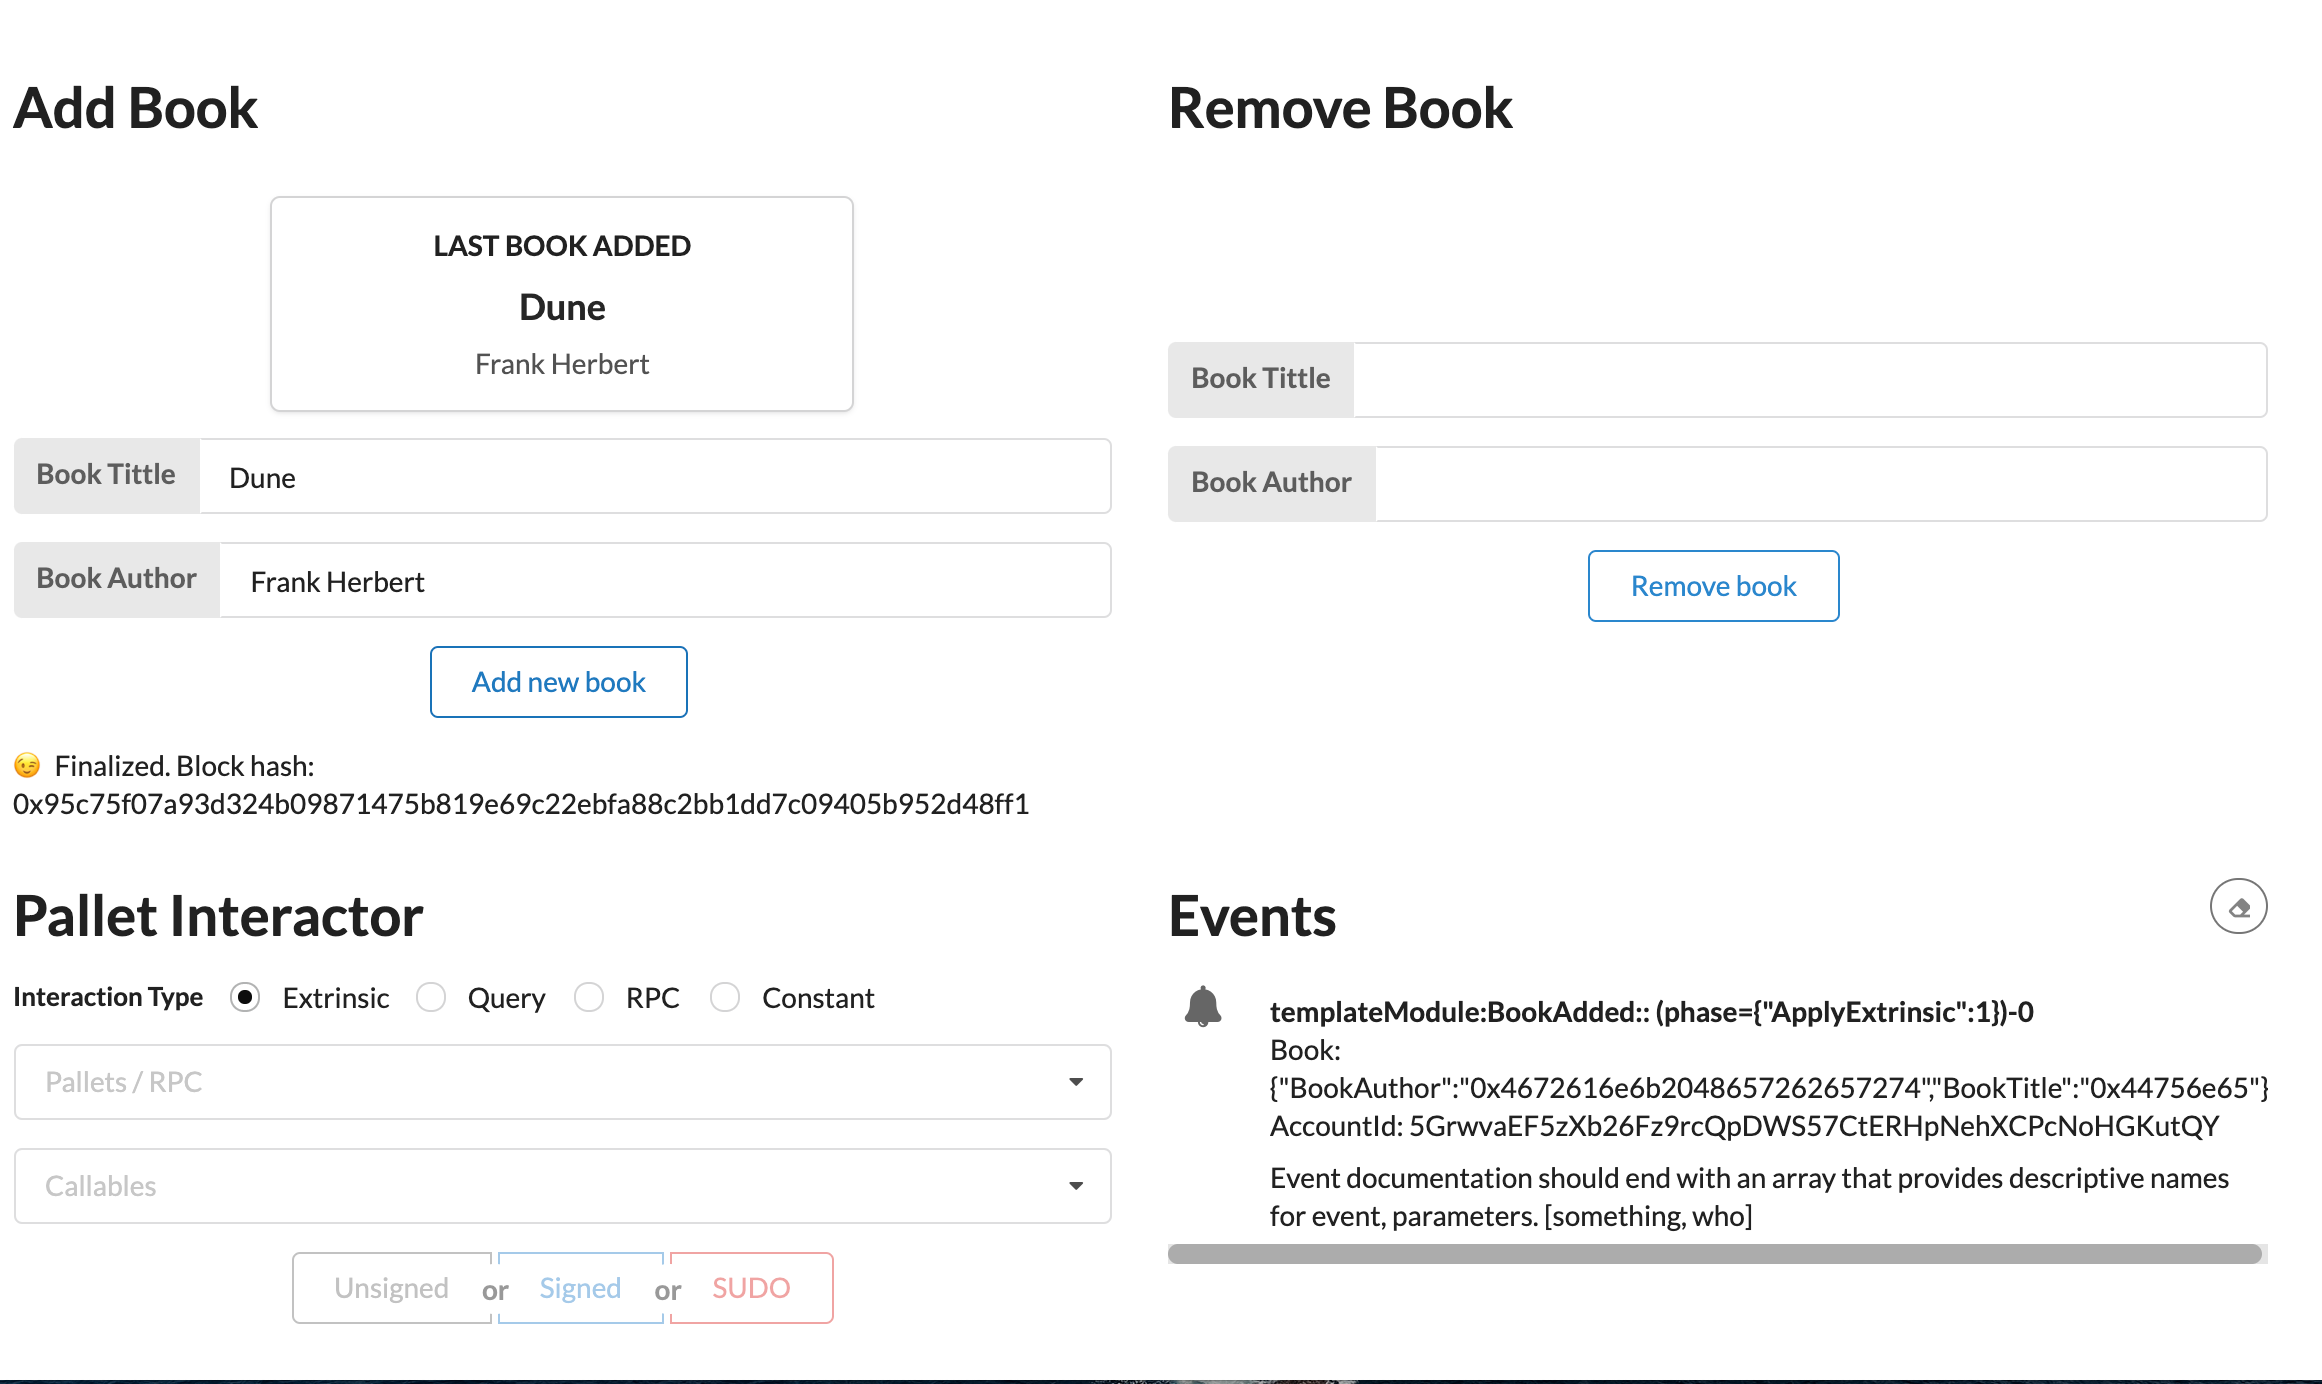 Add Book
LAST BOOK ADDED
Dune
Frank Herbert
Book Tittle
Dune
Book Author
Frank Herbert
Add new book
😉 Finalized. Block hash:
0x95c75f07a93d324b09871475b819e69c22ebfa88c2bb1dd7c09405b952d48ff1
Remove Book
Book Tittle
Book Author
Remove book
Pallet Interactor
Interaction Type Extrinsic Query RPC Constant
Pallets / RPC
Callables
Unsigned or Signed or SUDO
Events
templateModule:BookAdded:: (phase={"ApplyExtrinsic":1})-0
Book:
{"BookAuthor":"0x4672616e6b2048657262657274","BookTitle":"0x44756e65"}
AccountId: 5GrwvaEF5zXb26Fz9rcQpDWS57CtERHpNehXCPcNoHGKutQY
Event documentation should end with an array that provides descriptive names
for event, parameters. [something, who]